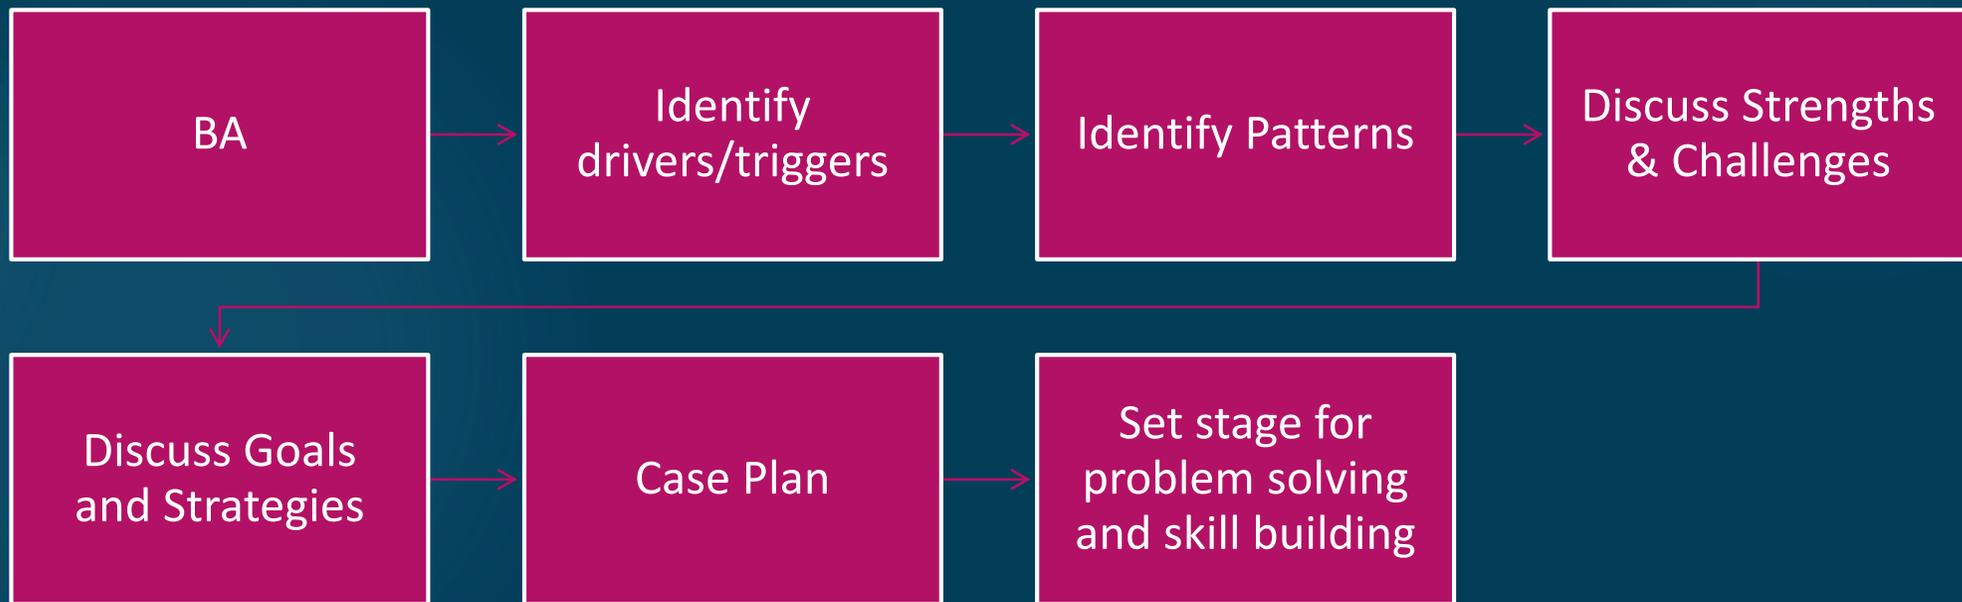 BA
Identify
drivers/triggers
Identify Patterns
Discuss Strengths
& Challenges
Discuss Goals
and Strategies
Case Plan
Set stage for
problem solving
and skill building